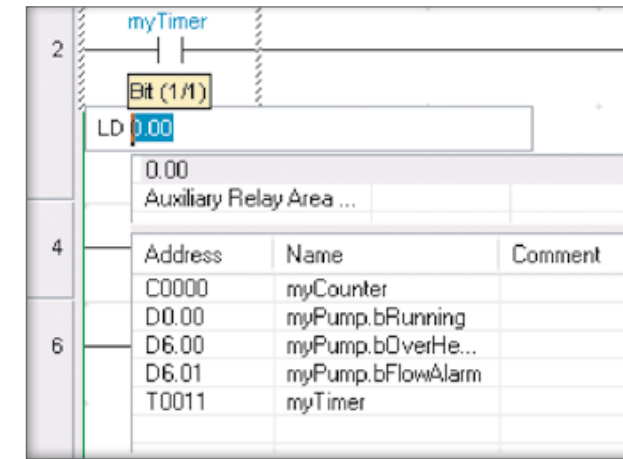 myTimer
2
Bit (1/1)
LD 0.00
0.00
Auxiliary Relay Area ...
4
Address Name Comment
C0000 myCounter
D0.00 myPump.bRunning
6
D6.00 myPump.bOverHe...
D6.01 myPump.bFlowAlarm
T0011 myTimer